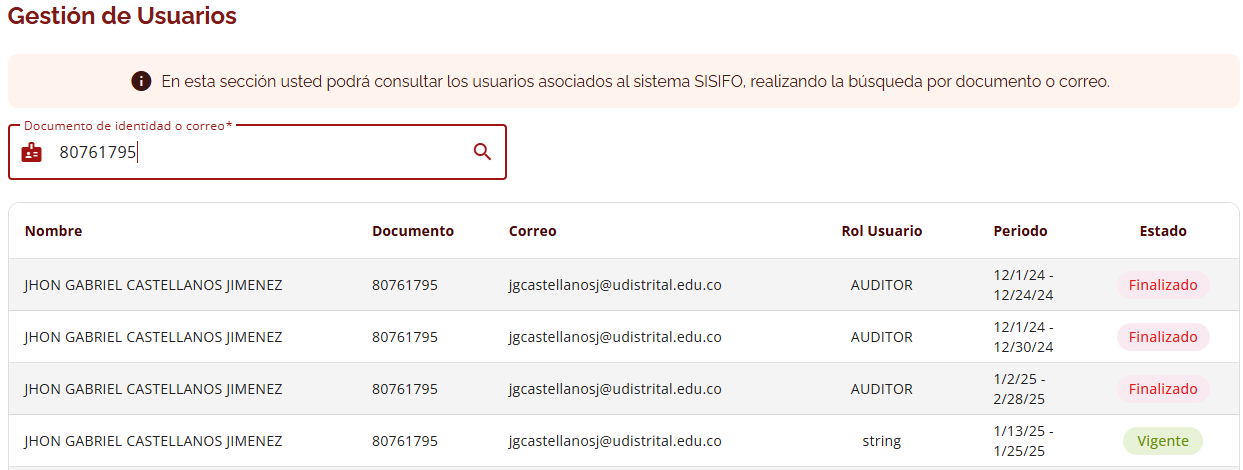 Gestión de Usuarios
En esta sección usted podrá consultar los usuarios asociados al sistema SISIFO, realizando la búsqueda por documento o correo.
Documento de identidad o correo*
80761795
Nombre Documento Correo Rol Usuario Periodo Estado
JHON GABRIEL CASTELLANOS JIMENEZ 80761795 jgcastellanosj@udistrital.edu.co AUDITOR 12/1/24 - Finalizado
12/24/24
JHON GABRIEL CASTELLANOS JIMENEZ 80761795 jgcastellanosj@udistrital.edu.co AUDITOR 12/1/24 - Finalizado
12/30/24
JHON GABRIEL CASTELLANOS JIMENEZ 80761795 jgcastellanosj@udistrital.edu.co AUDITOR 1/2/25 - Finalizado
2/28/25
JHON GABRIEL CASTELLANOS JIMENEZ 80761795 jgcastellanosj@udistrital.edu.co string 1/13/25 - Vigente
1/25/25